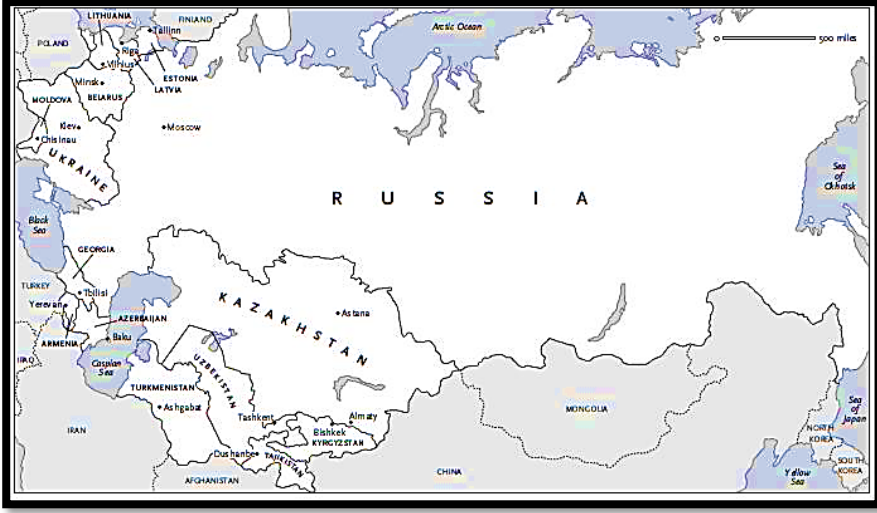 LITHUANIA
FINLAND
Tallinn
Arctic Ocean
500 miles
POLAND
Riga
Vilnius
ESTONIA
LATVIA
Minsk
BELARUS
MOLDOVA
Kiev
Chisinau
Moscow
UKRAINE
RUSSIA
Sea
of
Okhotsk
Black
Sea
GEORGIA
TURKEY
Tbilisi
Yerevan
KAZAKHSTAN
Astana
AZERBAIJAN
ARMENIA
Baku
IRAQ
Caspian
Sea
UZBEKISTAN
TURKMENISTAN
Ashgabat
Tashkent
Almaty
Bishkek
KYRGYZSTAN
MONGOLIA
Sea
of
Japan
NORTH
KOREA
IRAN
Dushanbe
TAJIKISTAN
AFGHANISTAN
CHINA
Yellow
Sea
SOUTH
KOREA